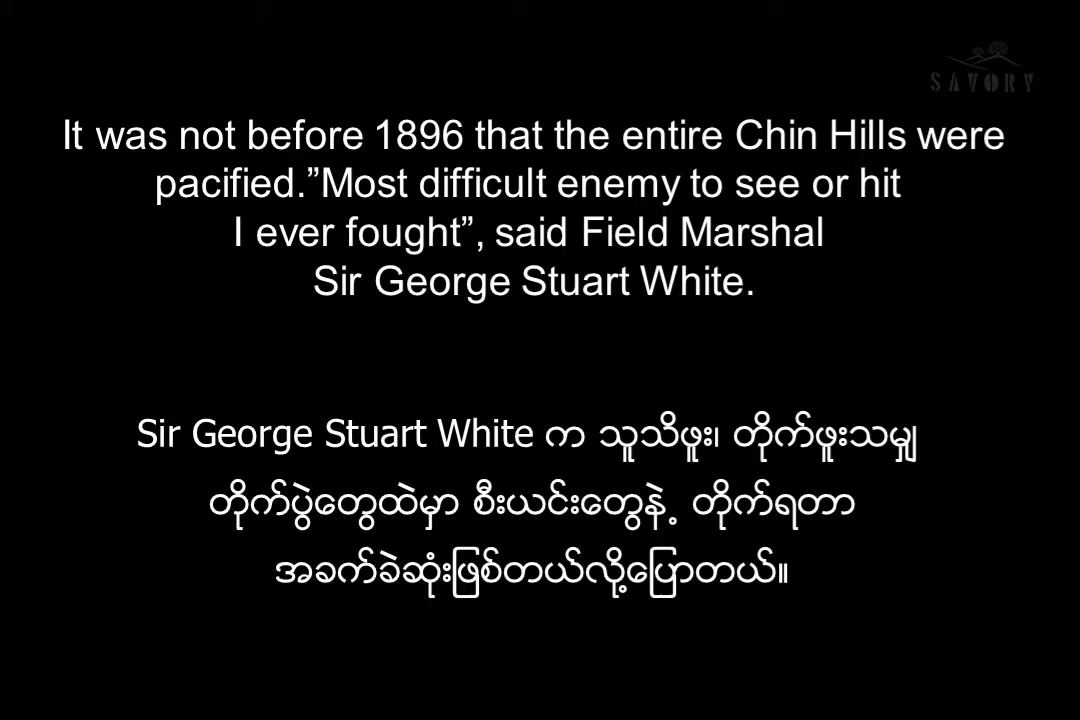 SAVORY
It was not before 1896 that the entire Chin Hills were
pacified.”Most difficult enemy to see or hit
I ever fought”, said Field Marshal
Sir George Stuart White.
Sir George Stuart White က သူသိဖူး၊ တိုက်ဖူးသမျှ
တိုက်ပွဲတွေထဲမှာ စီးယင်းတွေနဲ့ တိုက်ရတာ
အခက်ခဲဆုံးဖြစ်တယ်လို့ပြောတယ်။